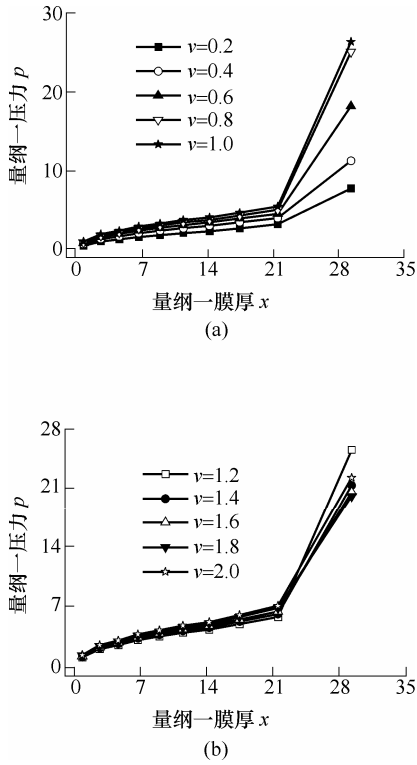 30
20
10
0
量纲一压力 p
v=0.2
v=0.4
v=0.6
v=0.8
v=1.0
0 7 14 21 28 35
量纲一膜厚 x
(a)
28
21
14
7
0
量纲一压力 p
v=1.2
v=1.4
v=1.6
v=1.8
v=2.0
0 7 14 21 28 35
量纲一膜厚 x
(b)